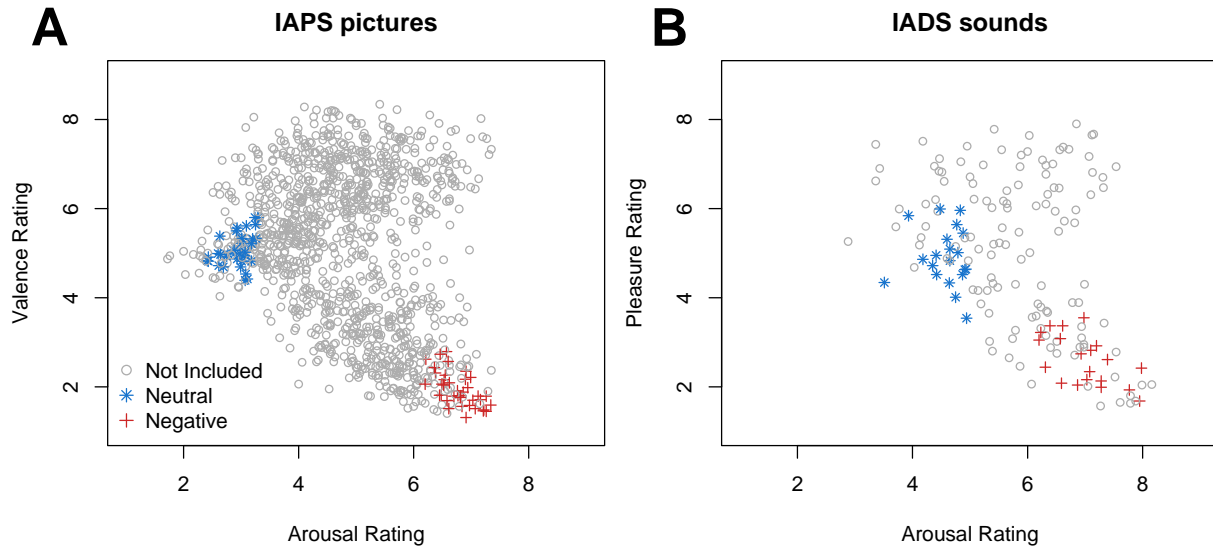 A
IAPS pictures
Valence Rating
8
6
4
2
Not Included
Neutral
Negative
2
4
6
8
Arousal Rating
B
IADS sounds
Pleasure Rating
8
6
4
2
2
4
6
8
Arousal Rating